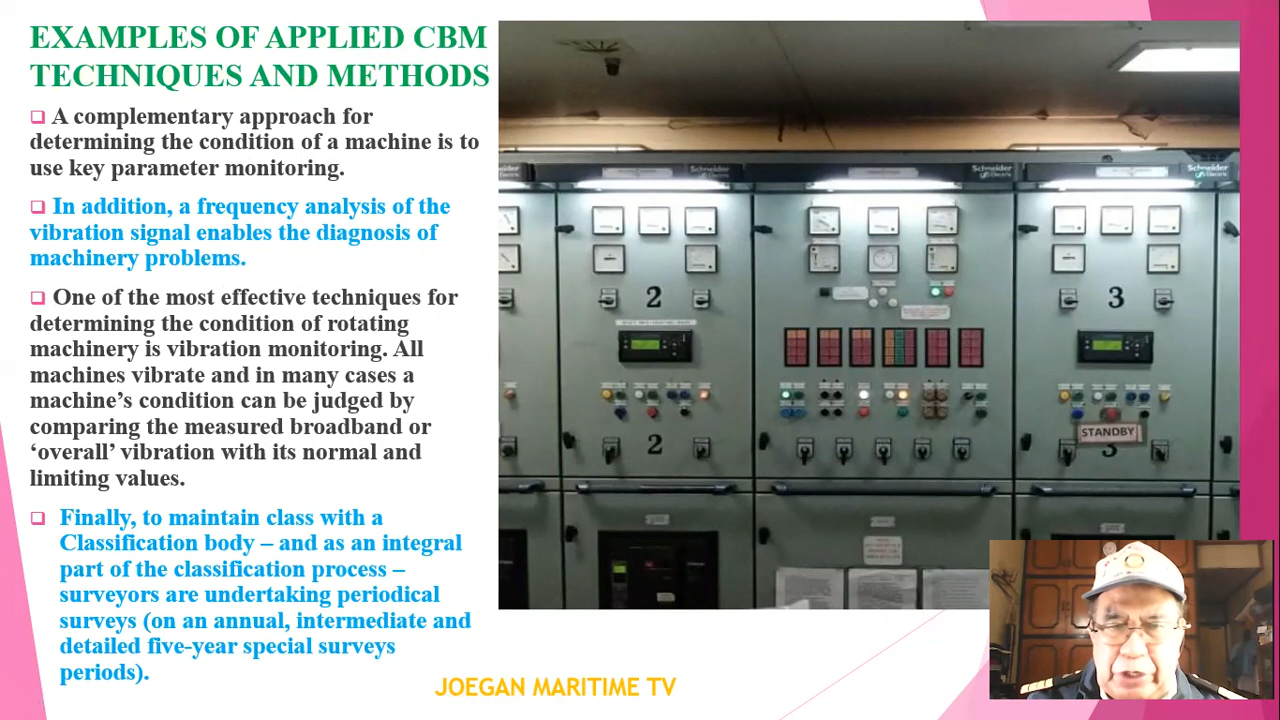 EXAMPLES OF APPLIED CBM
TECHNIQUES AND METHODS
A complementary approach for
determining the condition of a machine is to
use key parameter monitoring.
In addition, a frequency analysis of the
vibration signal enables the diagnosis of
machinery problems.
One of the most effective techniques for
determining the condition of rotating
machinery is vibration monitoring. All
machines vibrate and in many cases a
machine’s condition can be judged by
comparing the measured broadband or
‘overall’ vibration with its normal and
limiting values.
Finally, to maintain class with a
Classification body – and as an integral
part of the classification process –
surveyors are undertaking periodical
surveys (on an annual, intermediate and
detailed five-year special surveys
periods).
Schneider Electric
Schneider Electric
Schneider Electric
Schneider Electric
2
3
2
STANDBY
3
JOEGAN MARITIME TV